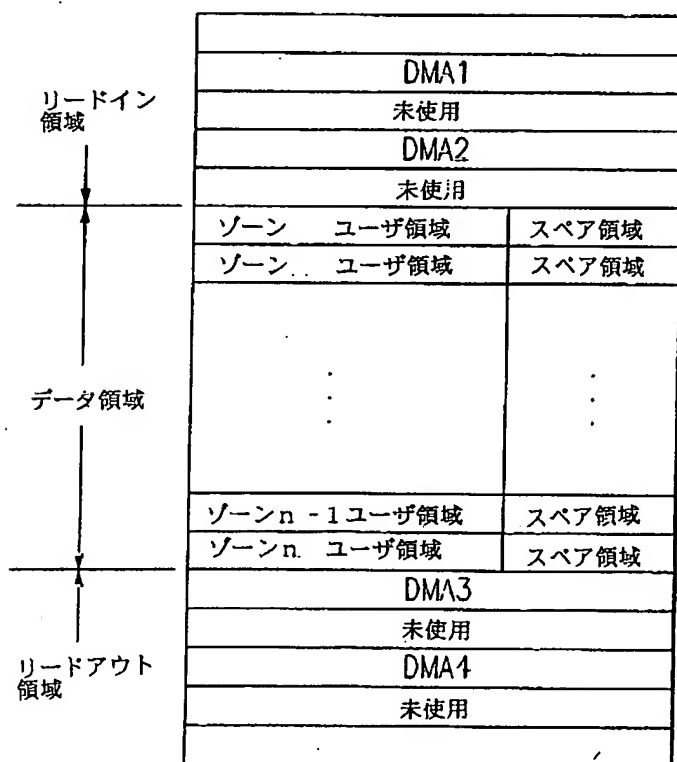 DMA1
リードイン
領域
未使用
DMA2
未使用
ゾーン ユーザ領域 スペア領域
ゾーン ユーザ領域 スペア領域
データ領域
ゾーンn -1ユーザ領域 スペア領域
ゾーンn ユーザ領域 スペア領域
DMA3
未使用
リードアウト
領域
DMA4
未使用